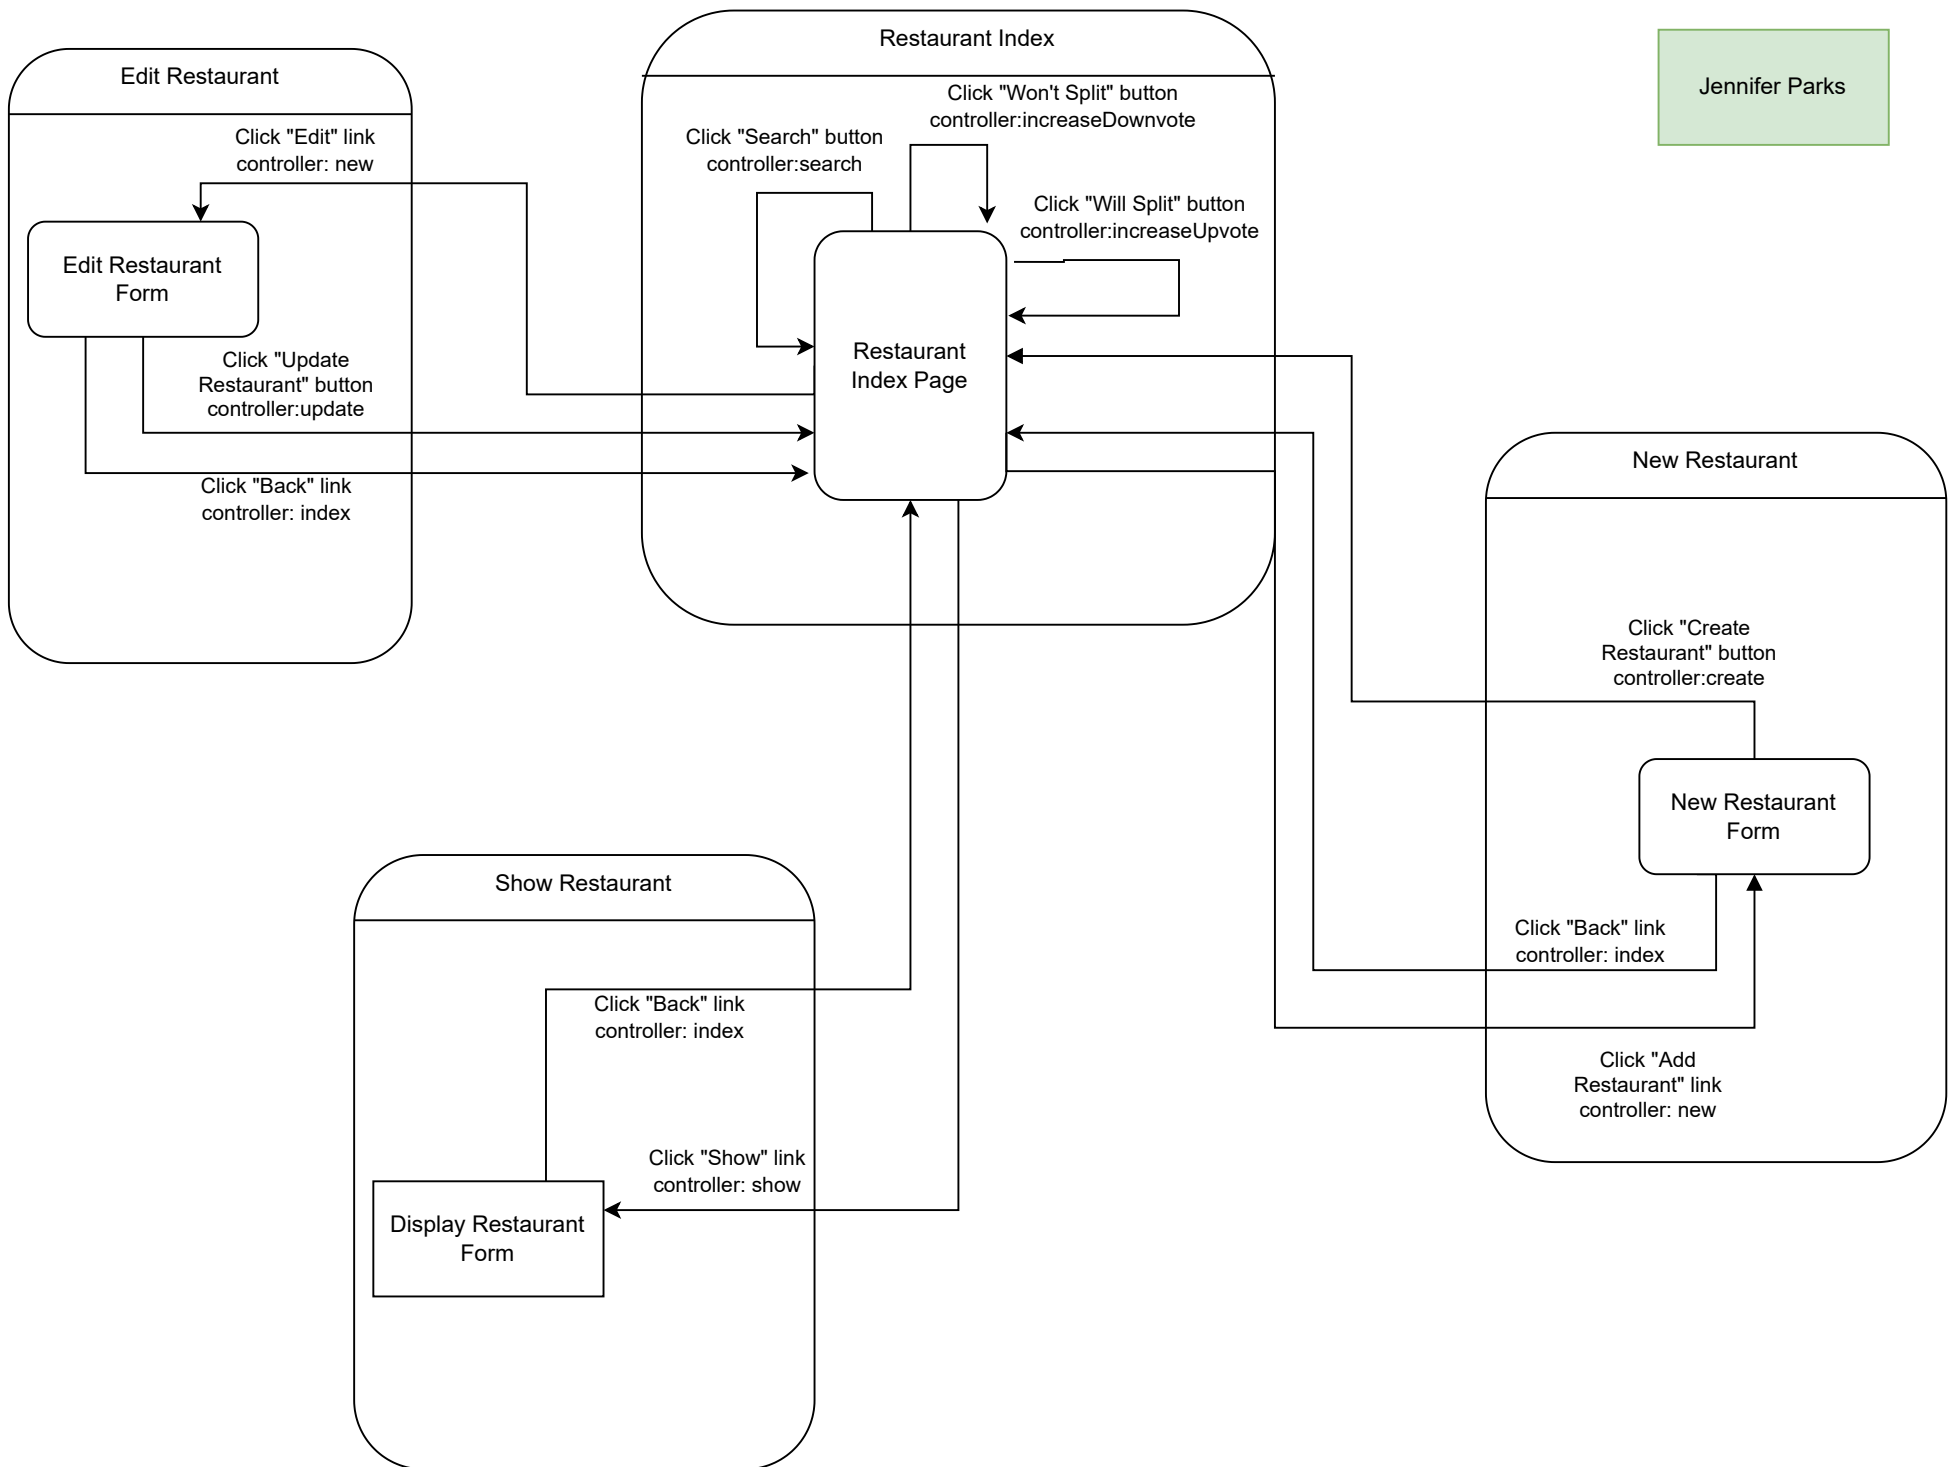 Restaurant Index
Edit Restaurant
Jennifer Parks
Click "Won't Split" button
controller:increaseDownvote
Click "Search" button
controller:search
Click "Edit" link
controller: new
Click "Will Split" button
controller:increaseUpvote
Edit Restaurant
Form
Restaurant
Index Page
Click "Update
Restaurant" button
controller:update
Click "Back" link
controller: index
New Restaurant
Click "Create
Restaurant" button
controller:create
New Restaurant
Form
Click "Back" link
controller: index
Click "Add
Restaurant" link
controller: new
Show Restaurant
Click "Back" link
controller: index
Click "Show" link
controller: show
Display Restaurant
Form